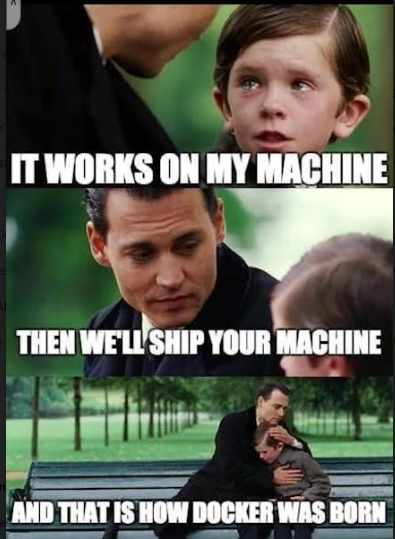 IT WORKS ON MY MACHINE
THEN WE'LL SHIP YOUR MACHINE
AND THAT IS HOW DOCKER WAS BORN